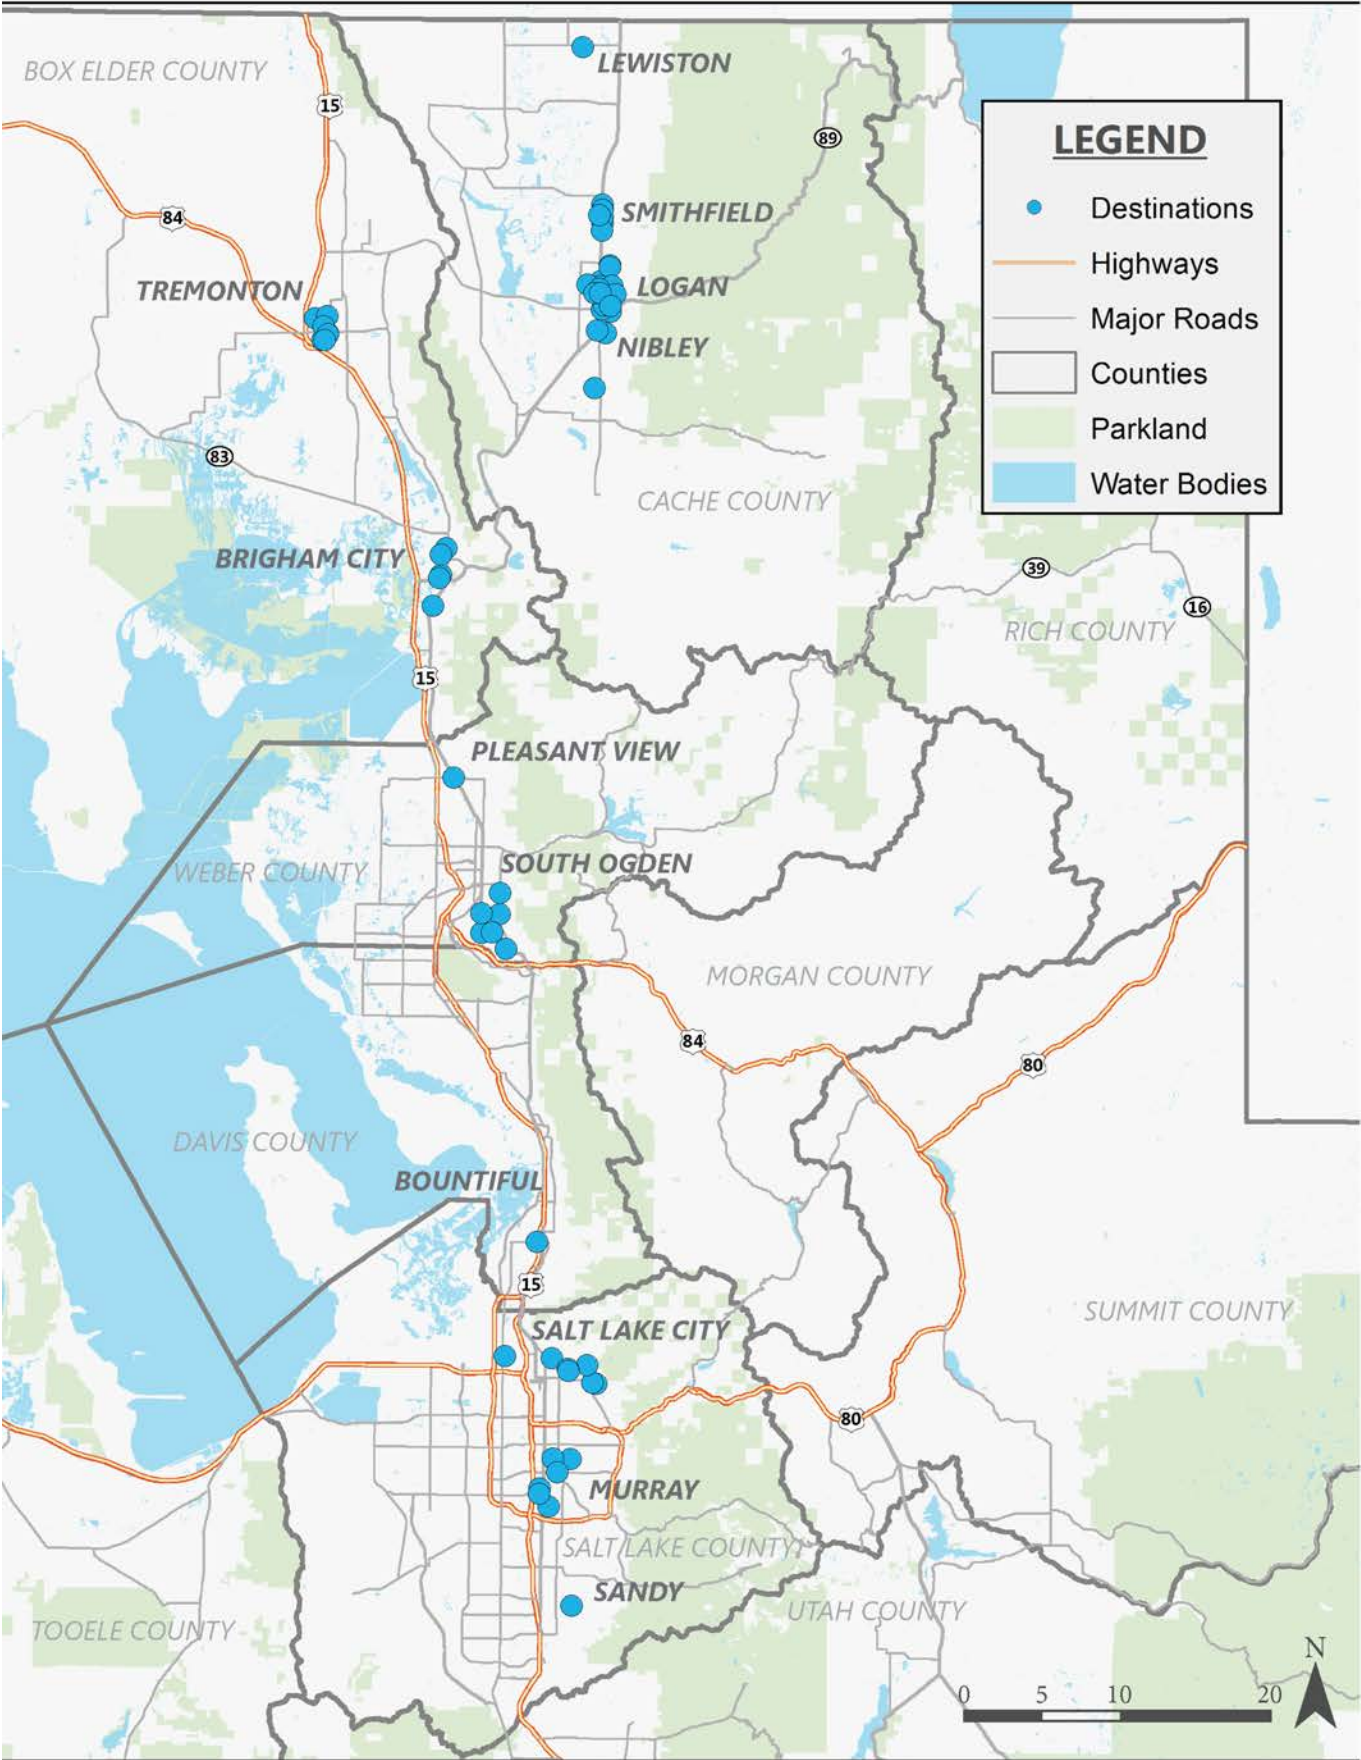 LEWISTON
BOX ELDER COUNTY
15
LEGEND
89
Destinations
84
SMITHFIELD
Highways
TREMONTON
LOGAN
Major Roads
NIBLEY
Counties
Parkland
83
Water Bodies
CACHE COUNTY
BRIGHAM CITY
39
16
RICH COUNTY
15
PLEASANT VIEW
SOUTH OGDEN
WEBER COUNTY
MORGAN COUNTY
84
80
DAVIS COUNTY
BOUNTIFUL
15
SUMMIT COUNTY
SALT LAKE CITY
80
MURRAY
SALT LAKE COUNTY
SANDY
UTAH COUNTY
TOOELE COUNTY
N
0 5 10 20